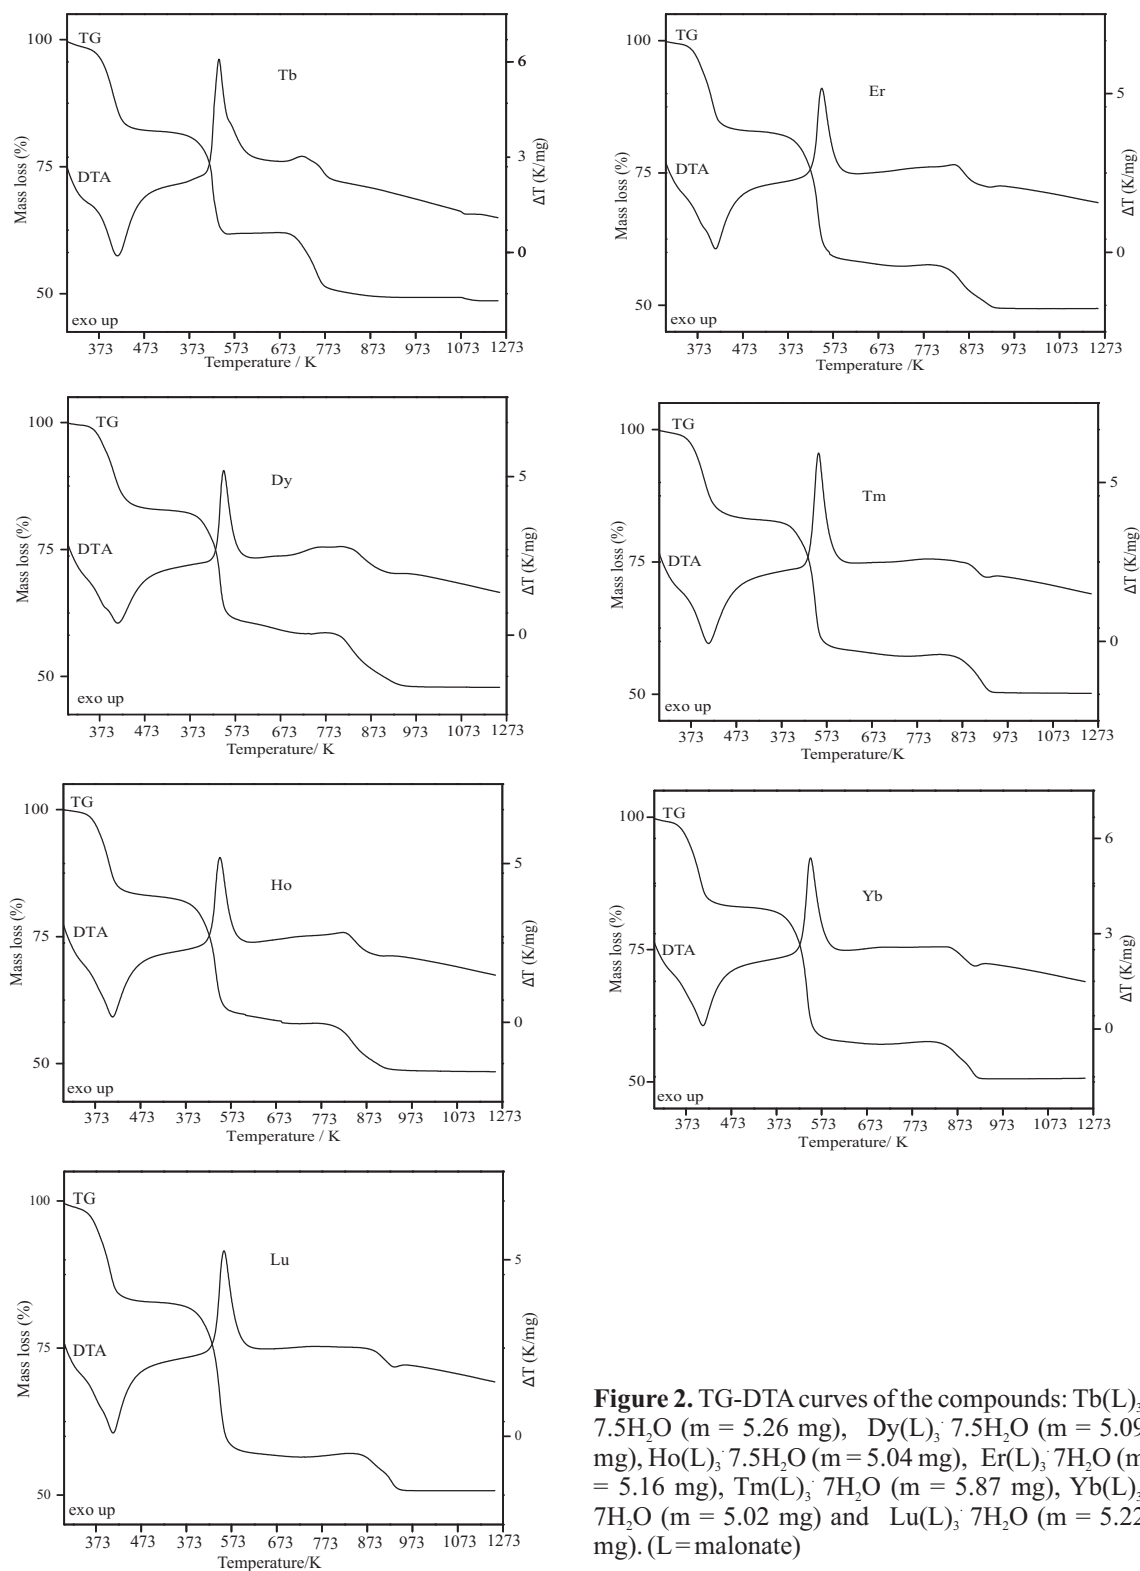 100
TG
Tb
6
75
DTA
3
0
50
exo up
373
473
373
573
673
773
873
973
1073
1273
Mass loss (%)
ΔT (K/mg)
Temperature / K
100
TG
Er
5
75
DTA
0
50
exo up
373
473
373
573
673
773
873
973
1073
1273
Mass loss (%)
ΔT (K/mg)
Temperature /K
100
TG
Dy
5
75
DTA
0
50
exo up
373
473
373
573
673
773
873
973
1073
1273
Mass loss (%)
ΔT (K/mg)
Temperature/ K
100
TG
Tm
5
75
DTA
0
50
exo up
373
473
373
573
673
773
873
973
1073
1273
Mass loss (%)
ΔT (K/mg)
Temperature/K
100
TG
Ho
5
75
DTA
0
50
exo up
373
473
373
573
673
773
873
973
1073
1273
Mass loss (%)
ΔT (K/mg)
Temperature / K
100
TG
Yb
6
75
DTA
3
0
50
exo up
373
473
373
573
673
773
873
973
1073
1273
Mass loss (%)
ΔT (K/mg)
Temperature/ K
100
TG
Lu
5
75
DTA
0
50
exo up
373
473
373
573
673
773
873
973
1073
1273
Mass loss (%)
ΔT (K/mg)
Temperature / K
Figure 2. TG-DTA curves of the compounds: Tb(L)₃·
7.5H₂O (m = 5.26 mg), Dy(L)₃· 7.5H₂O (m = 5.09
mg), Ho(L)₃· 7.5H₂O (m = 5.04 mg), Er(L)₃· 7H₂O (m
= 5.16 mg), Tm(L)₃· 7H₂O (m = 5.87 mg), Yb(L)₃·
7H₂O (m = 5.02 mg) and Lu(L)₃· 7H₂O (m = 5.22
mg). (L = malonate)